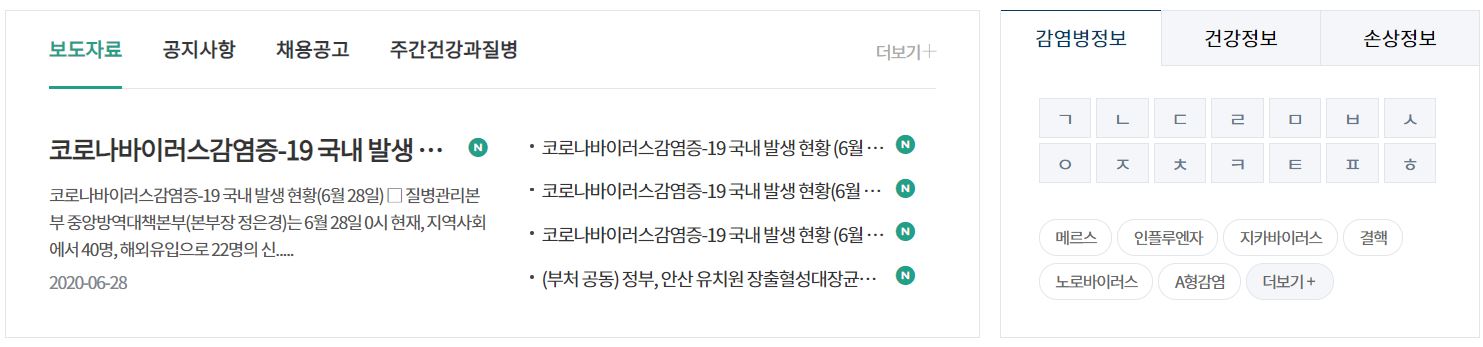 보도자료 공지사항 채용공고 주간건강과질병 더보기+
코로나바이러스감염증-19 국내 발생 ··· N
코로나바이러스감염증-19 국내 발생 현황(6월 28일) □ 질병관리본
부 중앙방역대책본부(본부장 정은경)는 6월 28일 0시 현재, 지역사회
에서 40명, 해외유입으로 22명의 신.....
2020-06-28
· 코로나바이러스감염증-19 국내 발생 현황 (6월 ··· N
· 코로나바이러스감염증-19 국내 발생 현황(6월 ··· N
· 코로나바이러스감염증-19 국내 발생 현황 (6월 ··· N
· (부처 공동) 정부, 안산 유치원 장출혈성대장균··· N
감염병정보 건강정보 손상정보
ㄱ ㄴ ㄷ ㄹ ㅁ ㅂ ㅅ
ㅇ ㅈ ㅊ ㅋ ㅌ ㅍ ㅎ
메르스 인플루엔자 지카바이러스 결핵
노로바이러스 A형감염 더보기 +